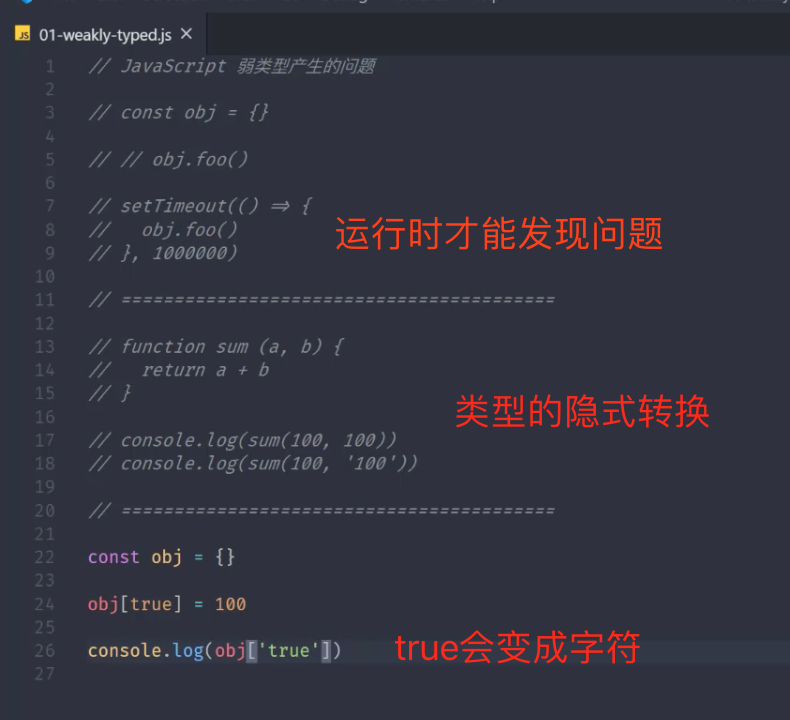 JS 01-weakly-typed.js ×
1 // JavaScript 弱类型产生的问题
2
3 // const obj = {}
4
5 // // obj.foo()
6
7 // setTimeout(() => {
8 //   obj.foo()
9 // }, 1000000)
运行时才能发现问题
10
11 // =========================================
12
13 // function sum (a, b) {
14 //   return a + b
15 // }
16
类型的隐式转换
17 // console.log(sum(100, 100))
18 // console.log(sum(100, '100'))
19
20 // =========================================
21
22 const obj = {}
23
24 obj[true] = 100
25
26 console.log(obj['true'])
true会变成字符
27